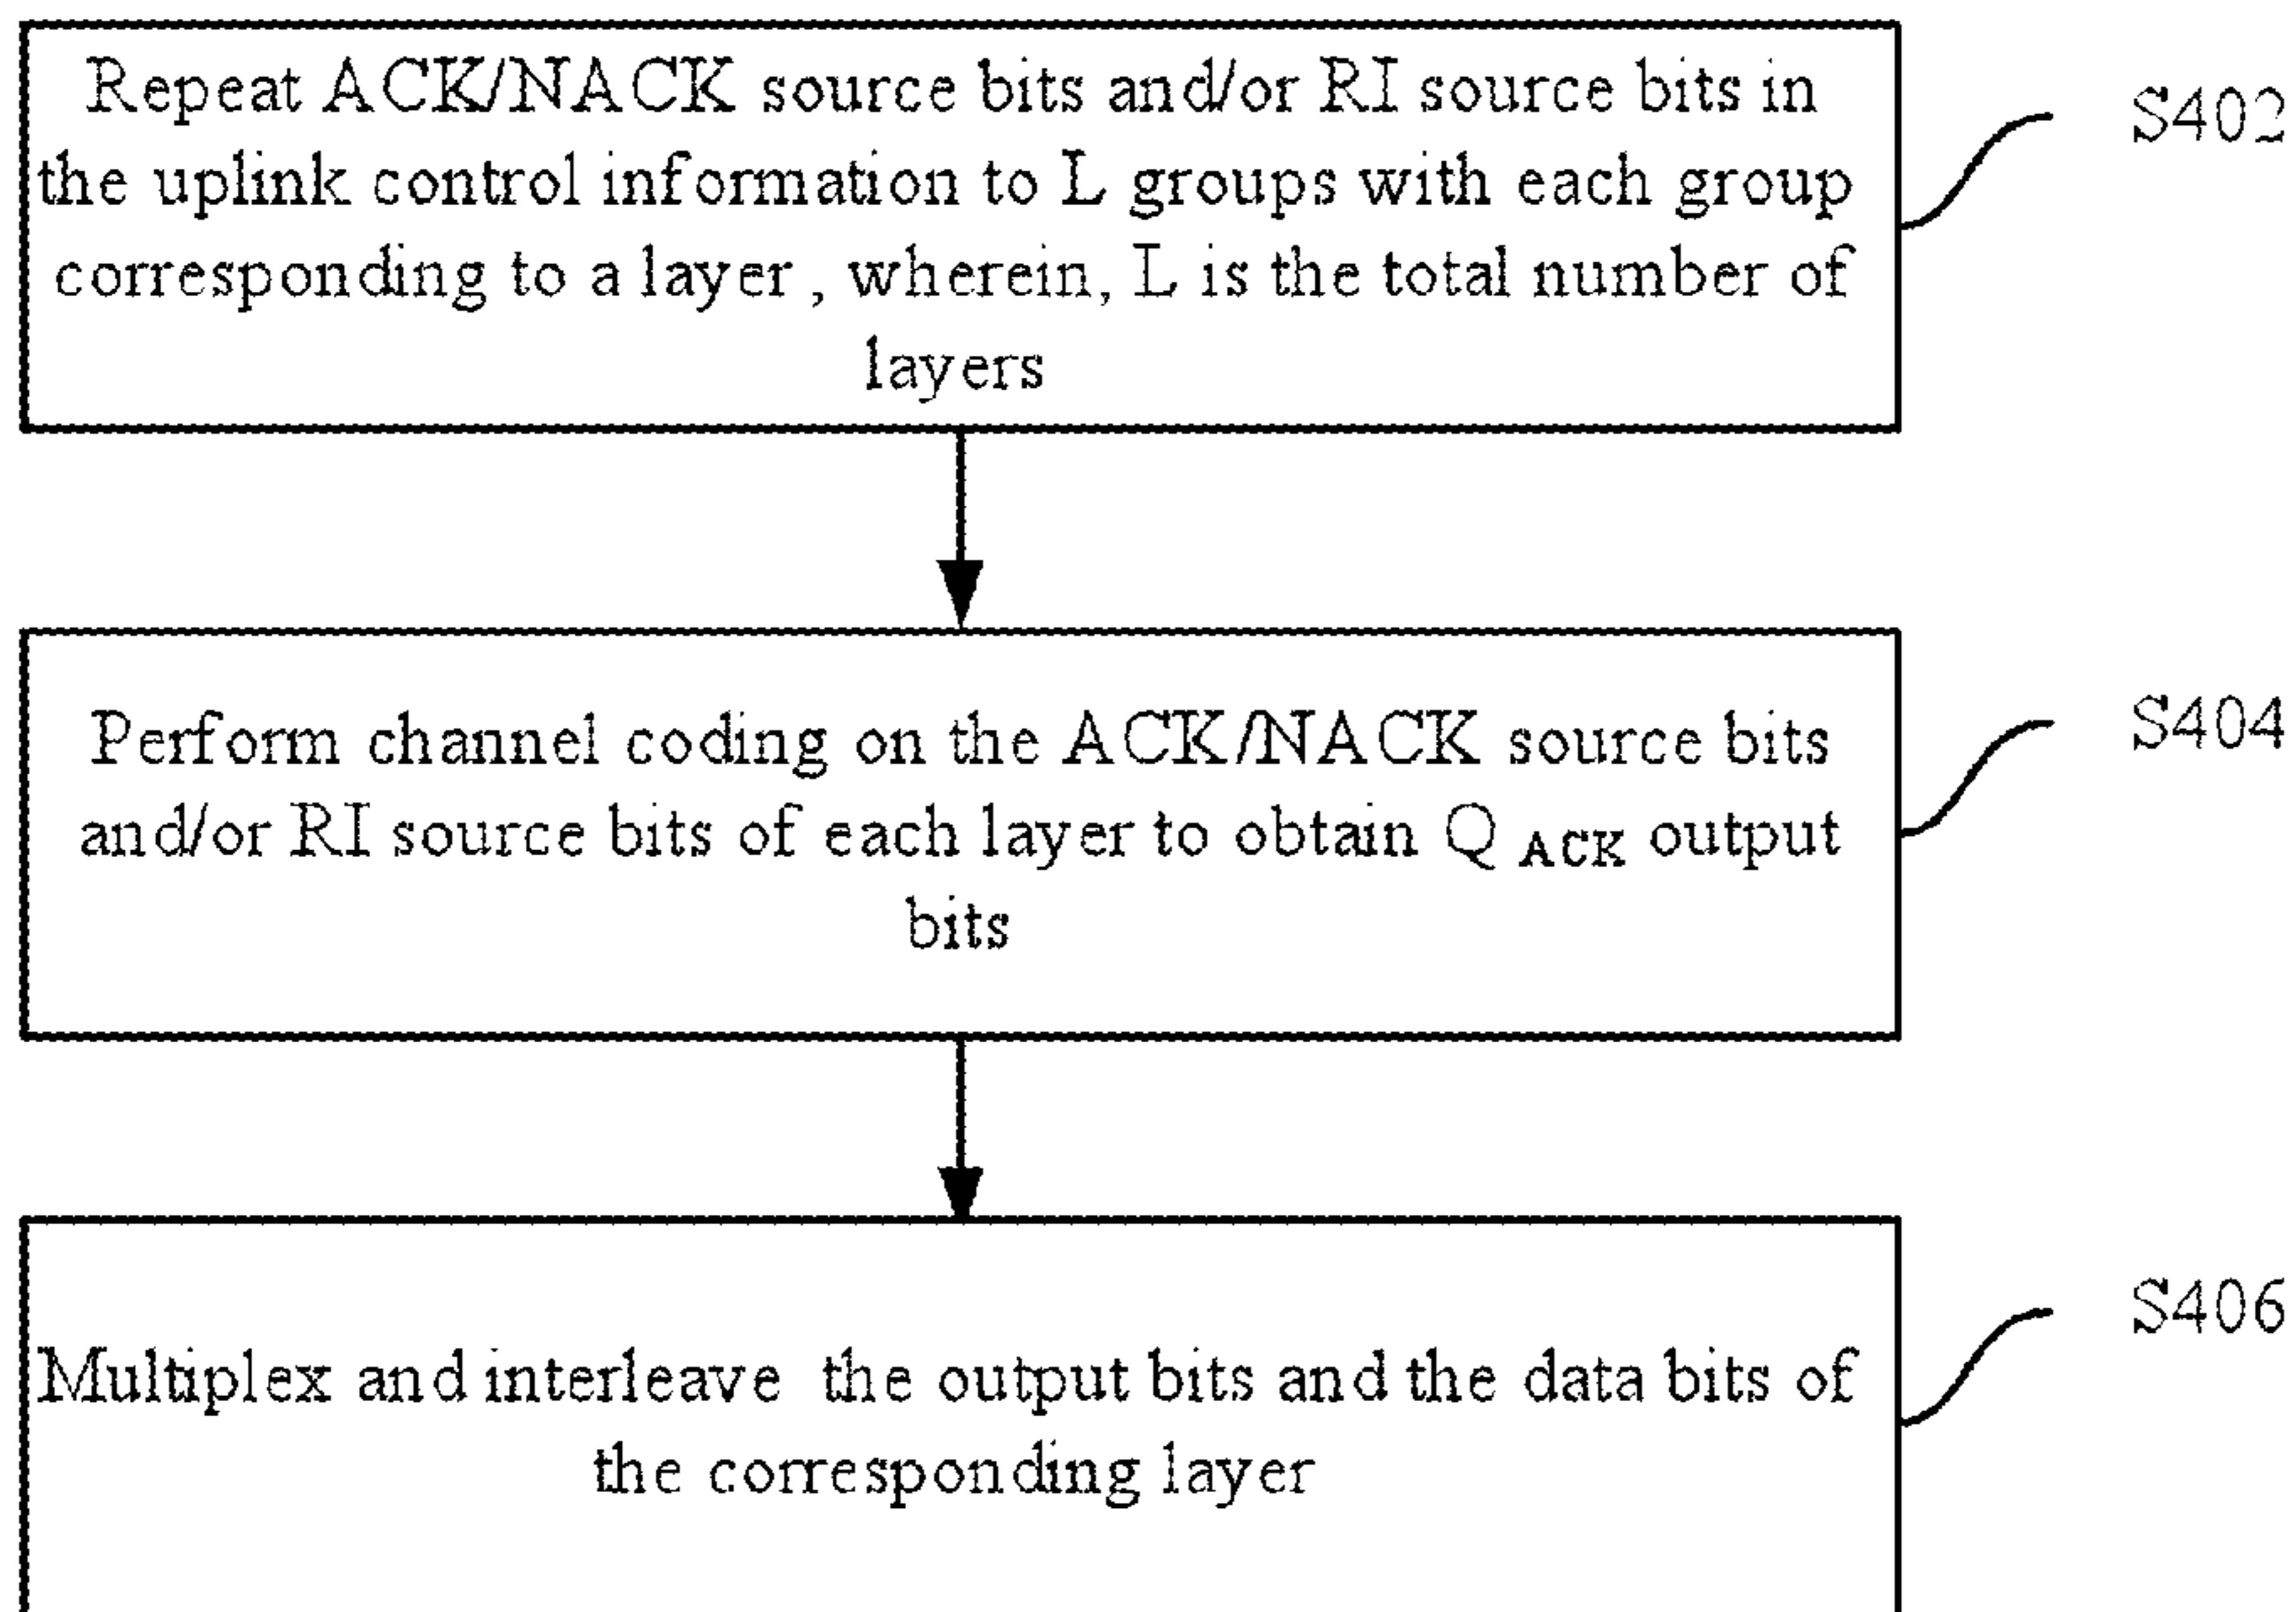 Repeat ACK/NACK source bits and/or RI source bits in
the uplink control information to L groups with each group
corresponding to a layer, wherein, L is the total number of
layers
S402
Perform channel coding on the ACK/NACK source bits
and/or RI source bits of each layer to obtain Q ACK output
bits
S404
Multiplex and interleave the output bits and the data bits of
the corresponding layer
S406